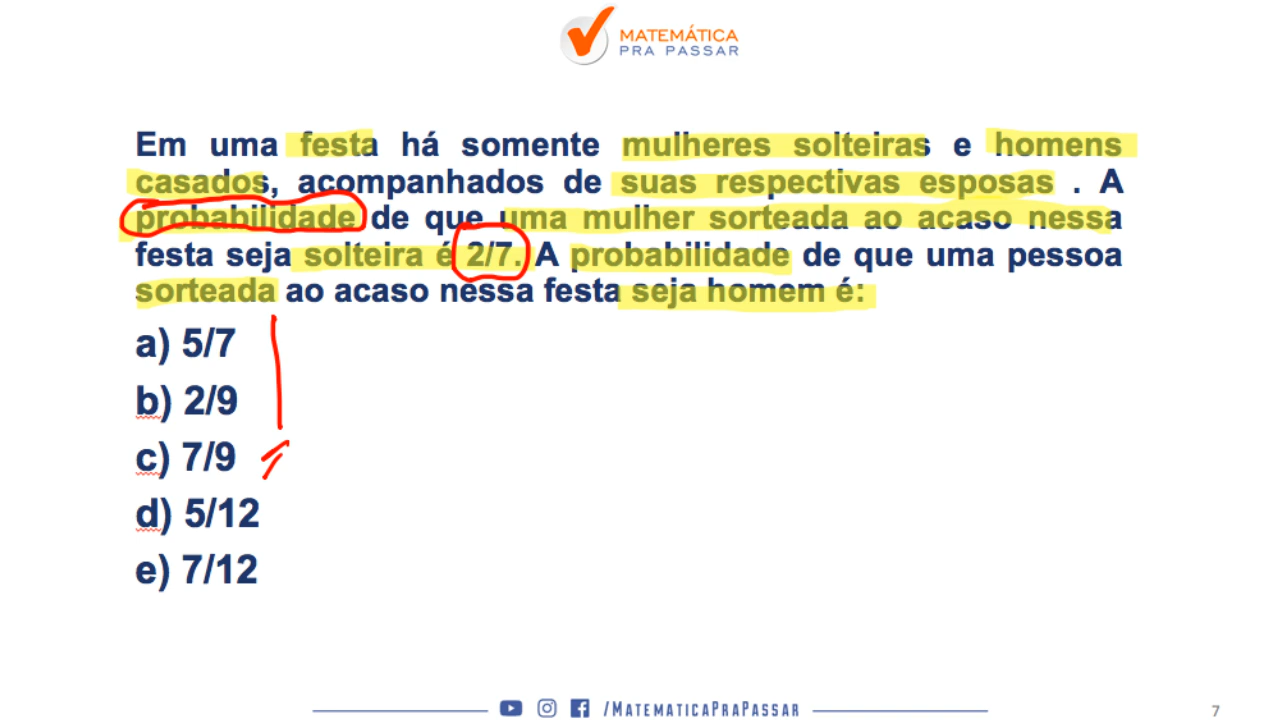 MATEMÁTICA
PRA PASSAR
Em uma festa há somente mulheres solteiras e homens
casados, acompanhados de suas respectivas esposas . A
probabilidade de que uma mulher sorteada ao acaso nessa
festa seja solteira é 2/7. A probabilidade de que uma pessoa
sorteada ao acaso nessa festa seja homem é:
a) 5/7
b) 2/9
c) 7/9
d) 5/12
e) 7/12
/MATEMATICAPRAPASSAR
7